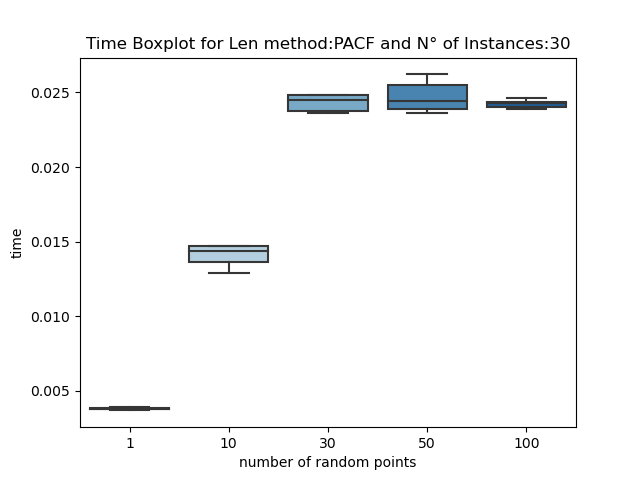 Time Boxplot for Len method:PACF and N° of Instances:30
0.025
0.020
0.015
0.010
0.005
time
1 10 30 50 100
number of random points